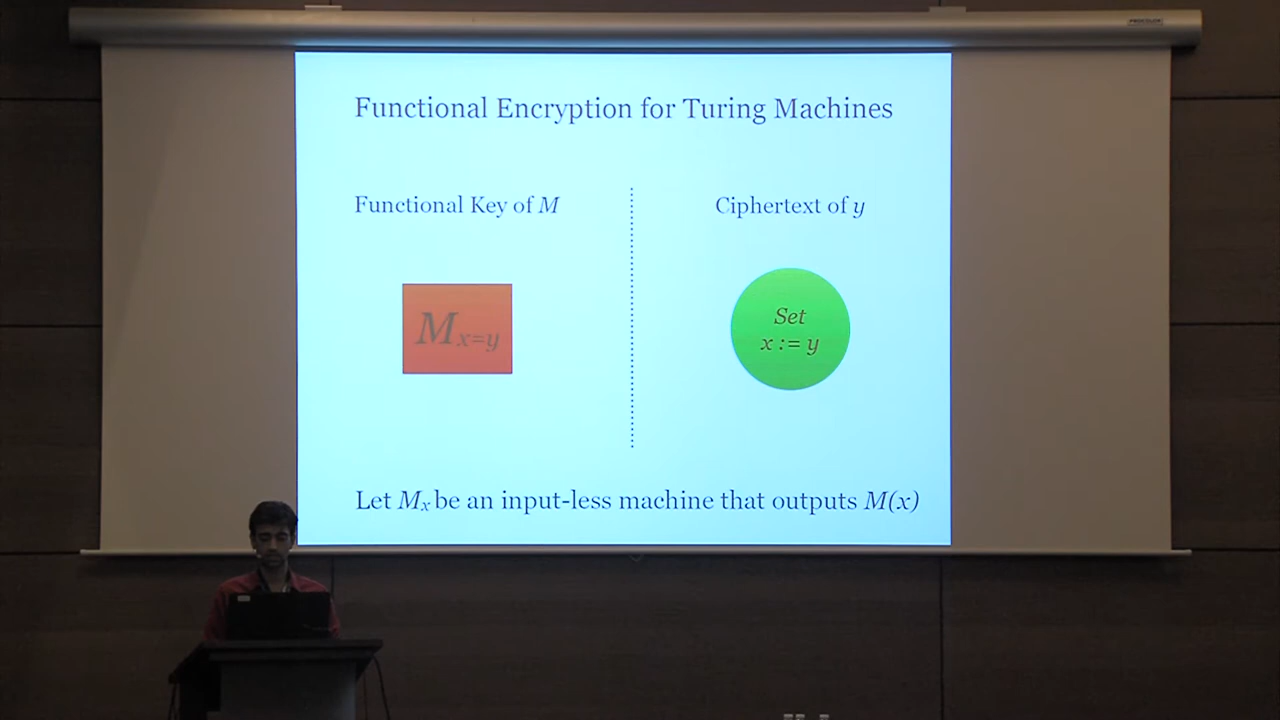 PROCOLOR
Functional Encryption for Turing Machines
Functional Key of M
Ciphertext of y
M x=y
Set
x := y
Let Mx be an input-less machine that outputs M(x)